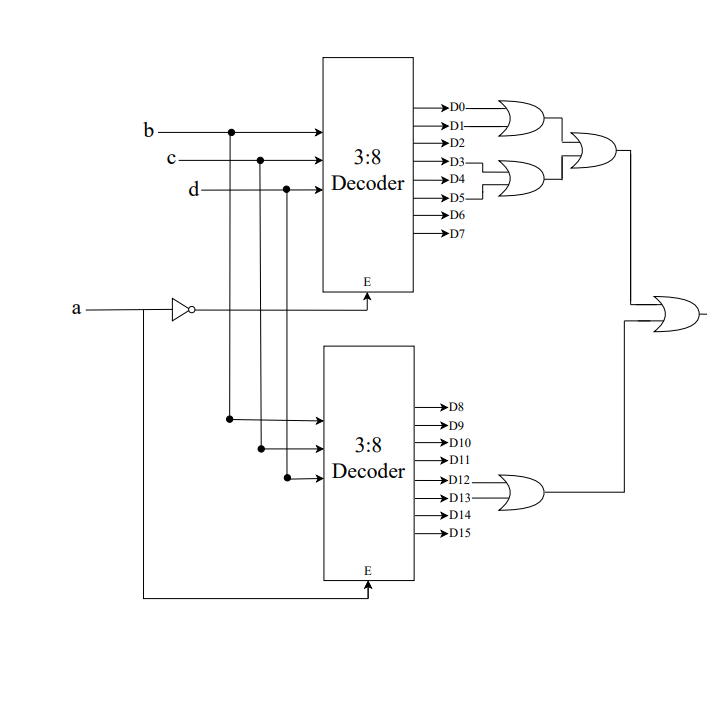 b
c
d
3:8
Decoder
E
D0
D1
D2
D3
D4
D5
D6
D7
a
3:8
Decoder
E
D8
D9
D10
D11
D12
D13
D14
D15